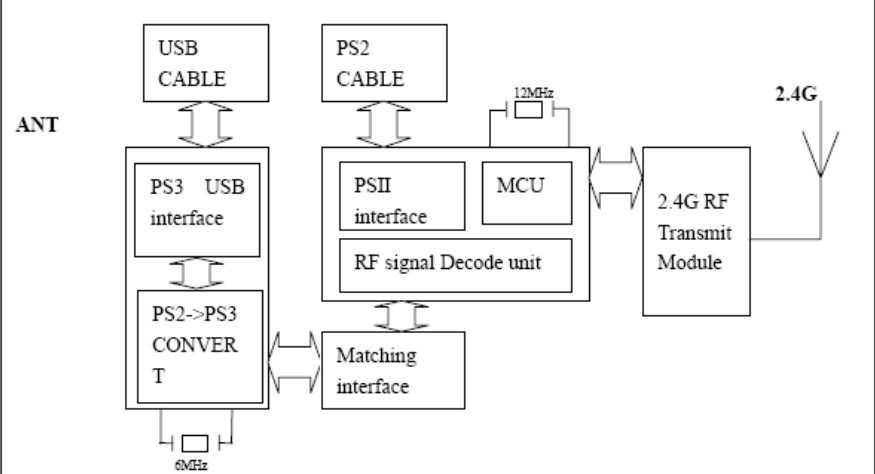 USB
CABLE
PS2
CABLE
12MHz
2.4G
ANT
PS3 USB
interface
PSII
interface
MCU
2.4G RF
Transmit
Module
RF signal Decode unit
PS2->PS3
CONVER
T
Matching
interface
6MHz